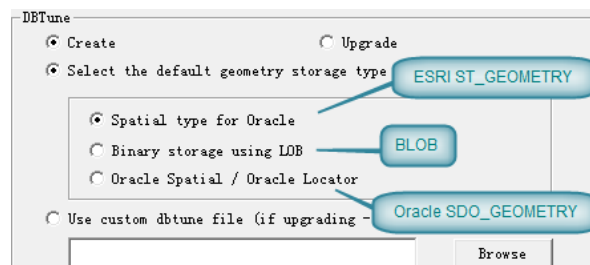 DBTune
Create Upgrade
Select the default geometry storage type
ESRI ST_GEOMETRY
Spatial type for Oracle
Binary storage using LOB
BLOB
Oracle Spatial / Oracle Locator
Use custom dbtune file (if upgrading -
Oracle SDO_GEOMETRY
Browse